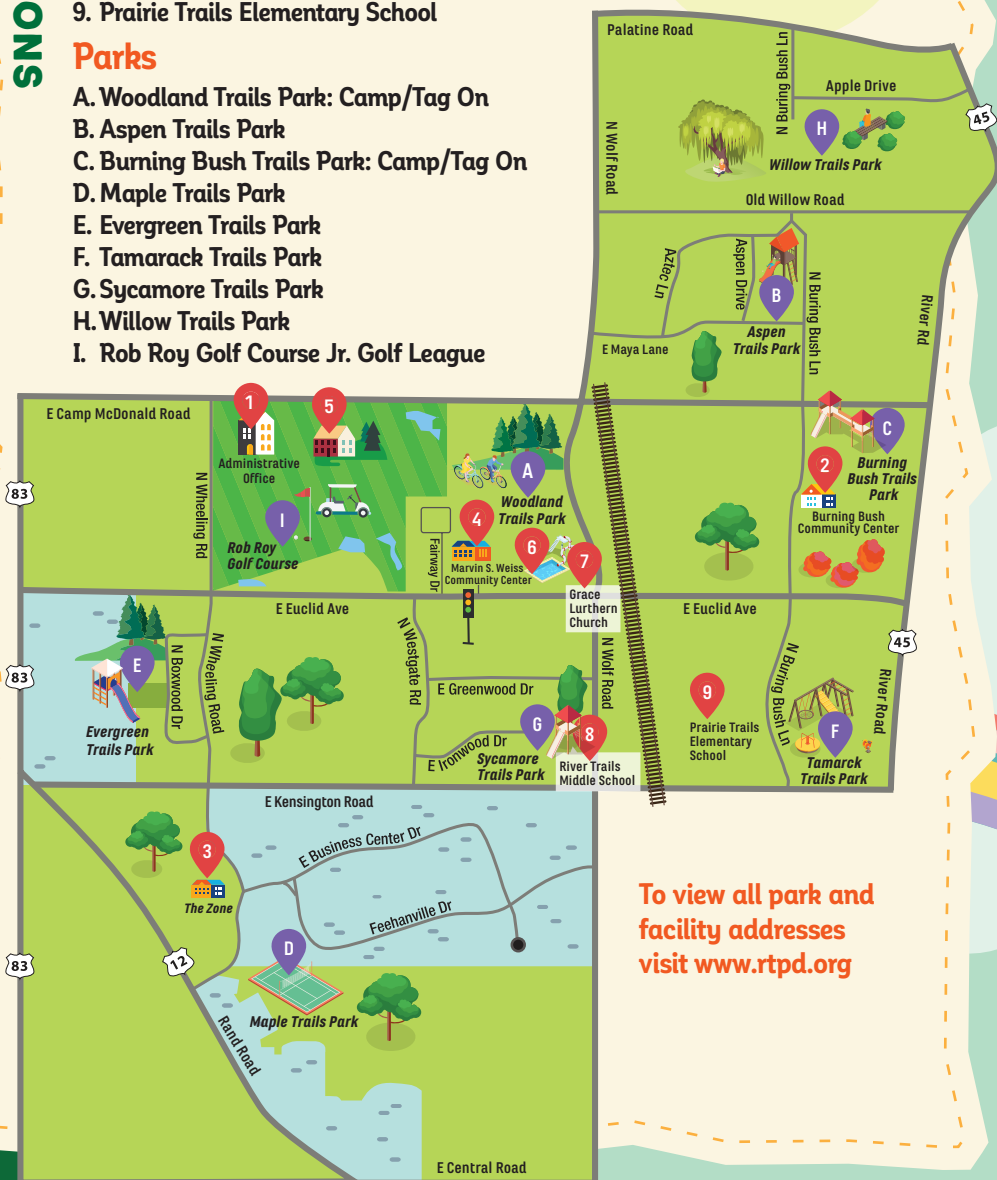 ONS
9. Prairie Trails Elementary School
Parks
A. Woodland Trails Park: Camp/Tag On
B. Aspen Trails Park
C. Burning Bush Trails Park: Camp/Tag On
D. Maple Trails Park
E. Evergreen Trails Park
F. Tamarack Trails Park
G. Sycamore Trails Park
H. Willow Trails Park
I. Rob Roy Golf Course Jr. Golf League
Palatine Road
N Buring Bush Ln
Apple Drive
45
N Wolf Road
H
Willow Trails Park
Old Willow Road
Aztec Ln
Aspen Drive
B
N Buring Bush Ln
River Rd
Aspen
Trails Park
E Maya Lane
E Camp McDonald Road
1
5
Administrative
Office
N Wheeling Rd
83
I
Rob Roy
Golf Course
A
Woodland
Trails Park
4
Fairway Dr
Marvin S. Weiss
Community Center
6
7
Grace
Lurthern
Church
C
Burning
Bush Trails
Park
2
Burning Bush
Community Center
E Euclid Ave
E Euclid Ave
45
83
E
Evergreen
Trails Park
N Boxwood Dr
N Wheeling Road
N Westgate Rd
E Greenwood Dr
E Ironwood Dr
G
Sycamore
Trails Park
8
River Trails
Middle School
N Wolf Road
9
Prairie Trails
Elementary
School
N Buring Bush Ln
F
Tamarck
Trails Park
River Road
E Kensington Road
3
The Zone
E Business Center Dr
Feehanville Dr
83
12
D
Maple Trails Park
Rand Road
E Central Road
To view all park and
facility addresses
visit www.rtpd.org